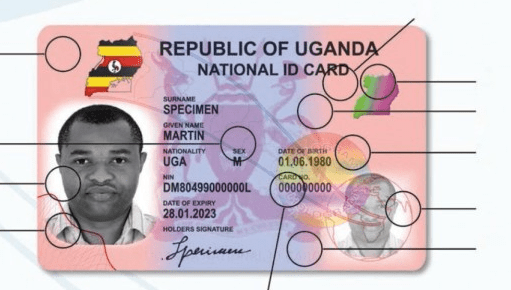 REPUBLIC OF UGANDA
NATIONAL ID CARD
SURNAME
SPECIMEN
GIVEN NAME
MARTIN
NATIONALITY SEX DATE OF BIRTH
UGA M 01.06.1980
NIN CARD NO.
DM80499000000L 000000000
DATE OF EXPIRY
28.01.2023
HOLDERS SIGNATURE
Specimen